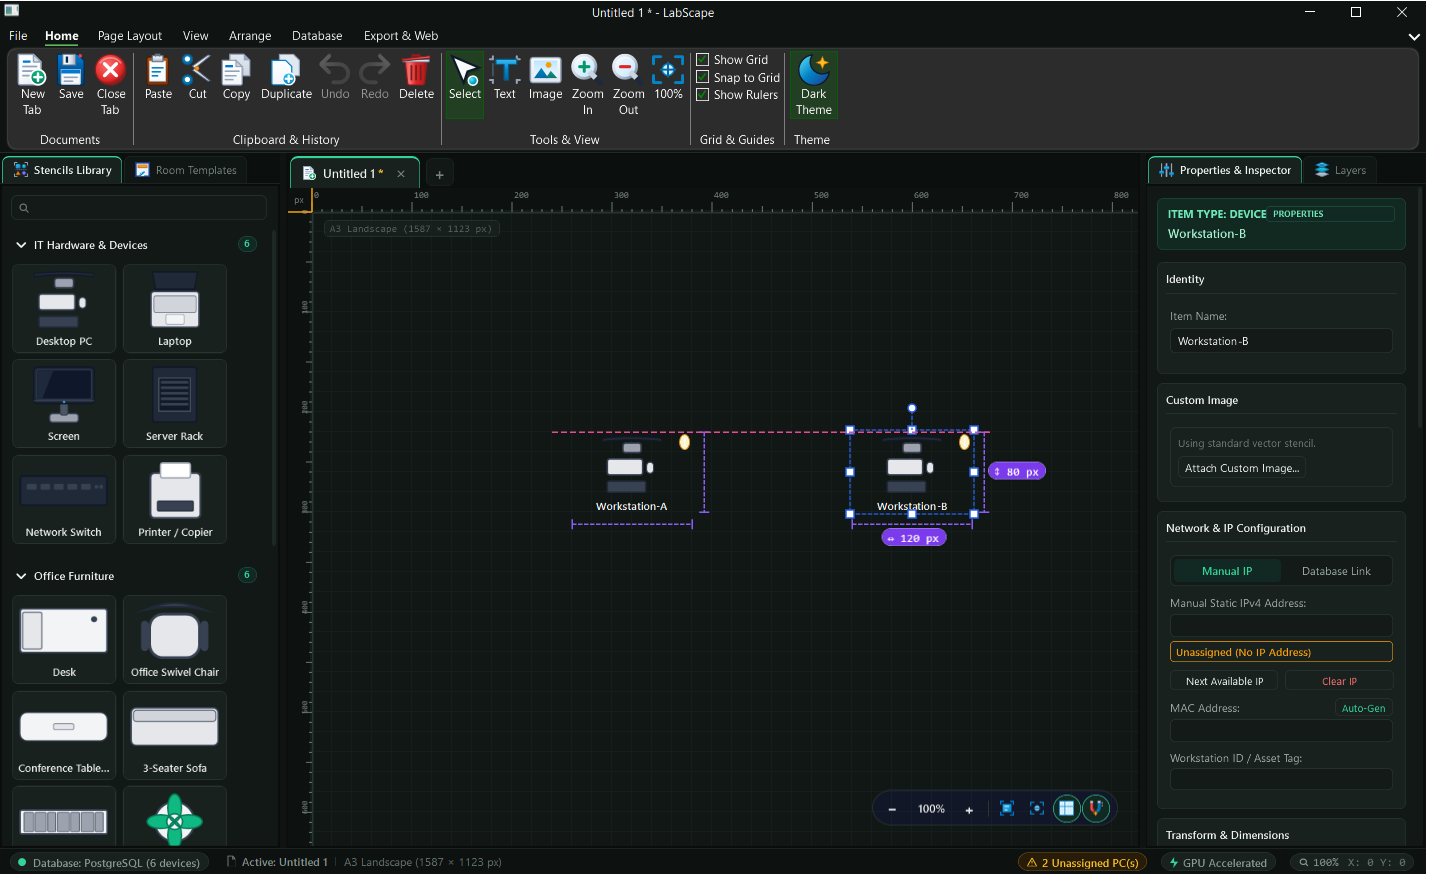 Untitled 1 * - LabScape
File Home Page Layout View Arrange Database Export & Web
New Tab
Save
Close Tab
Paste
Cut
Copy
Duplicate
Undo
Redo
Delete
Select
Text
Image
Zoom In
Zoom Out
100%
Show Grid
Snap to Grid
Show Rulers
Dark Theme
Documents
Clipboard & History
Tools & View
Grid & Guides
Theme
Stencils Library
Room Templates
IT Hardware & Devices 6
Desktop PC
Laptop
Screen
Server Rack
Network Switch
Printer / Copier
Office Furniture 6
Desk
Office Swivel Chair
Conference Table...
3-Seater Sofa
Untitled 1 * ×
+
px 0 100 200 300 400 500 600 700 800
100
200
300
400
500
600
A3 Landscape (1587 × 1123 px)
Workstation-A
Workstation-B
↕ 80 px
⇔ 120 px
− 100% +
Properties & Inspector
Layers
ITEM TYPE: DEVICE PROPERTIES
Workstation-B
Identity
Item Name:
Workstation-B
Custom Image
Using standard vector stencil.
Attach Custom Image...
Network & IP Configuration
Manual IP
Database Link
Manual Static IPv4 Address:
Unassigned (No IP Address)
Next Available IP
Clear IP
MAC Address:
Auto-Gen
Workstation ID / Asset Tag:
Transform & Dimensions
Database: PostgreSQL (6 devices)
Active: Untitled 1 | A3 Landscape (1587 × 1123 px)
2 Unassigned PC(s)
GPU Accelerated
100% X: 0 Y: 0